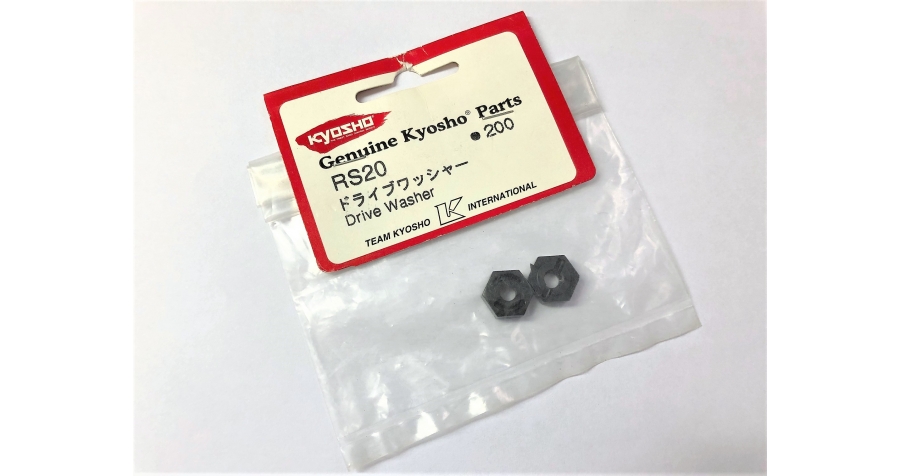 KYOSHO
Genuine Kyosho® Parts
RS20 ●200
ドライブワッシャー
Drive Washer
TEAM KYOSHO K INTERNATIONAL